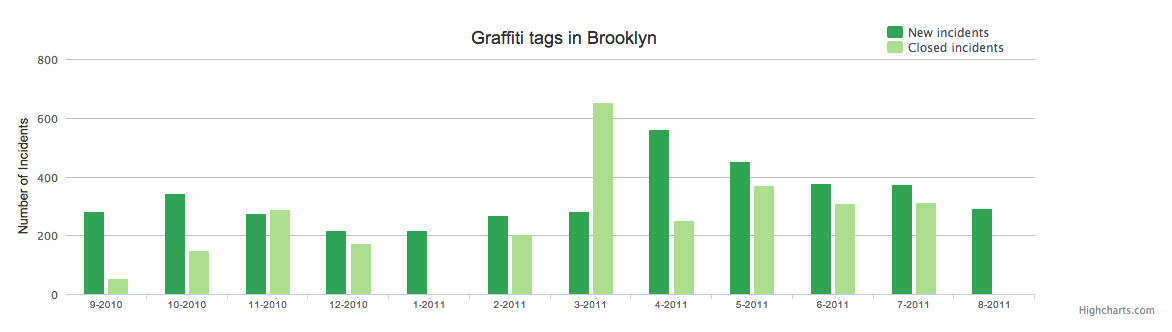 Graffiti tags in Brooklyn
New incidents
Closed incidents
Number of Incidents
800
600
400
200
0
9-2010 10-2010 11-2010 12-2010 1-2011 2-2011 3-2011 4-2011 5-2011 6-2011 7-2011 8-2011
Highcharts.com